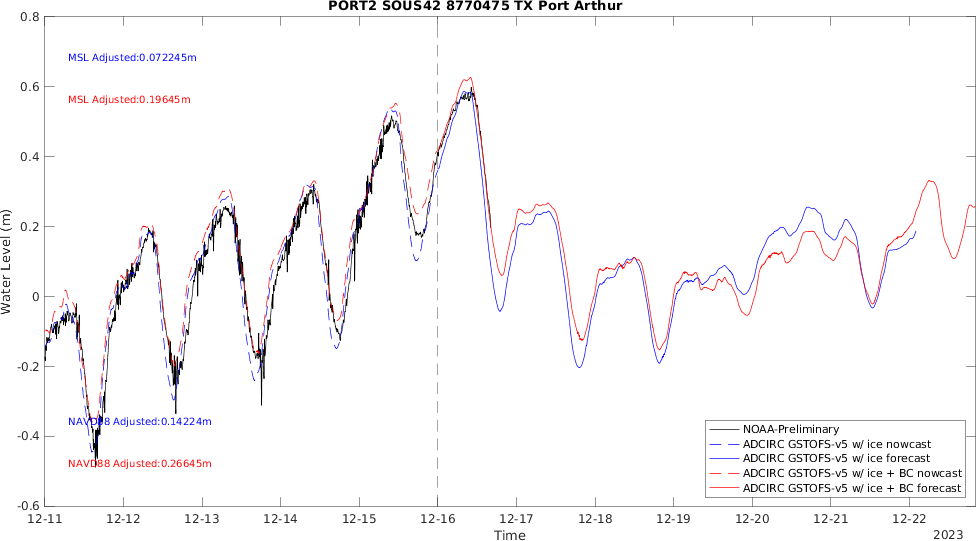 PORT2 SOUS42 8770475 TX Port Arthur
0.8
MSL Adjusted:0.072245m
0.6
MSL Adjusted:0.19645m
0.4
0.2
Water Level (m)
0
-0.2
NAVD88 Adjusted:0.14224m
-0.4
NAVD88 Adjusted:0.26645m
-0.6
NOAA-Preliminary
ADCIRC GSTOFS-v5 w/ ice nowcast
ADCIRC GSTOFS-v5 w/ ice forecast
ADCIRC GSTOFS-v5 w/ ice + BC nowcast
ADCIRC GSTOFS-v5 w/ ice + BC forecast
12-11 12-12 12-13 12-14 12-15 12-16 12-17 12-18 12-19 12-20 12-21 12-22
Time
2023